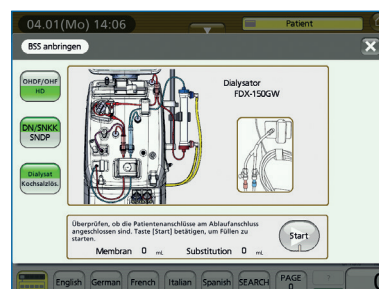 04.01(Mo) 14:06
Patient
BSS anbringen
X
OHDF/OHF
HD
DN/SNKK
SNDP
Dialysat
Kochsalzlös.
Dialysator
FDX-150GW
Überprüfen, ob die Patientenanschlüsse am Ablaufanschluss
angeschlossen sind. Taste [Start] betätigen, um Füllen zu
starten.
Membran 0 mL Substitution 0 mL
Start
English German French Italian Spanish SEARCH PAGE
0